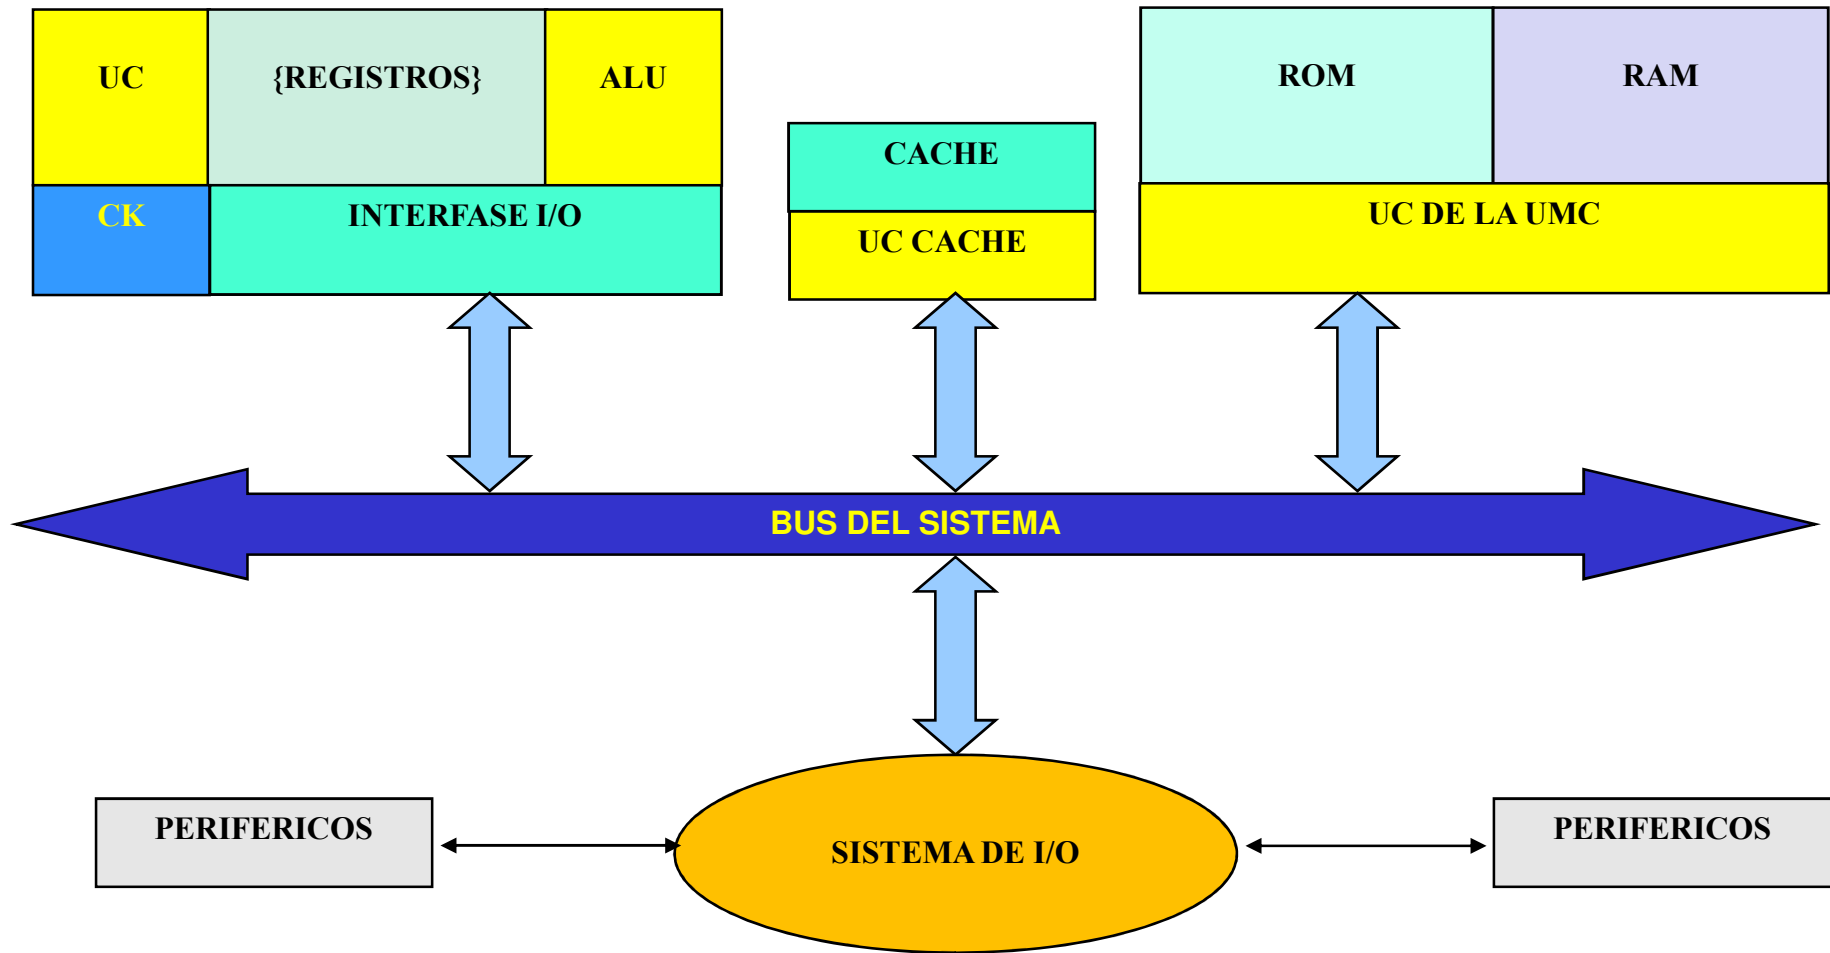 UC
{REGISTROS}
ALU
ROM
RAM
CACHE
CK
INTERFASE I/O
UC CACHE
UC DE LA UMC
BUS DEL SISTEMA
PERIFERICOS
SISTEMA DE I/O
PERIFERICOS